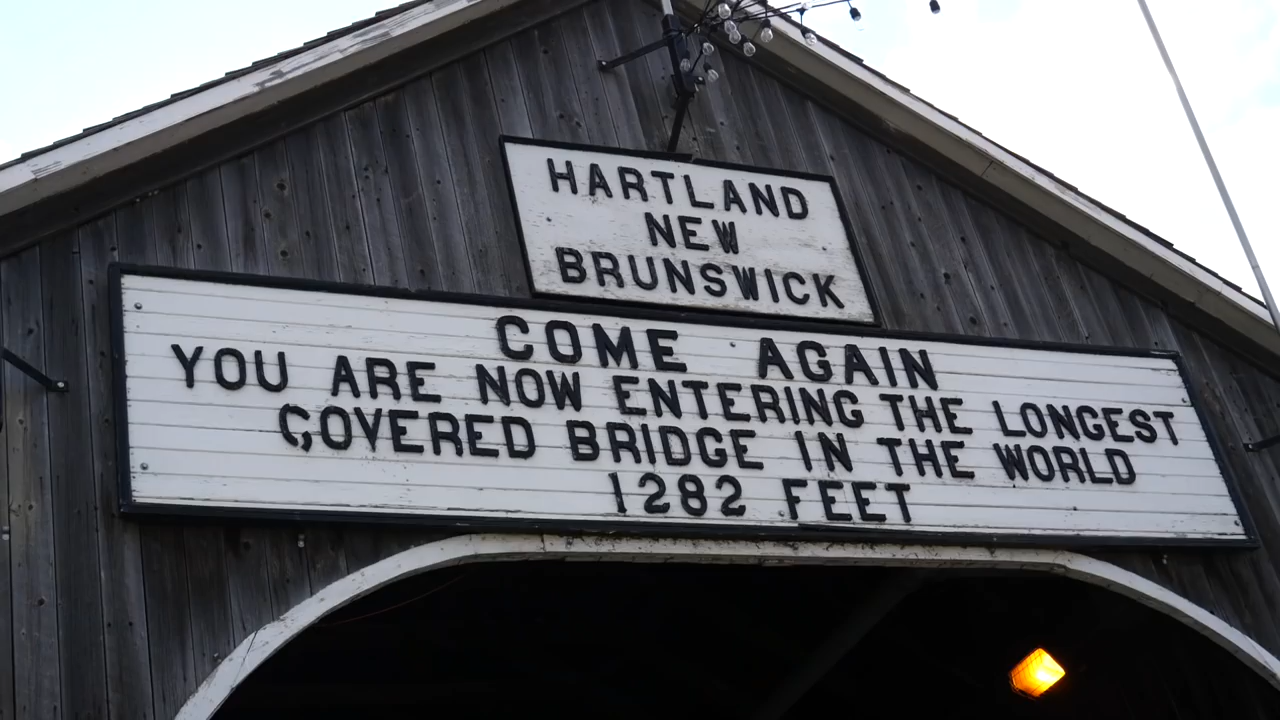 HARTLAND
NEW
BRUNSWICK
COME AGAIN
YOU ARE NOW ENTERING THE LONGEST
COVERED BRIDGE IN THE WORLD
1282 FEET